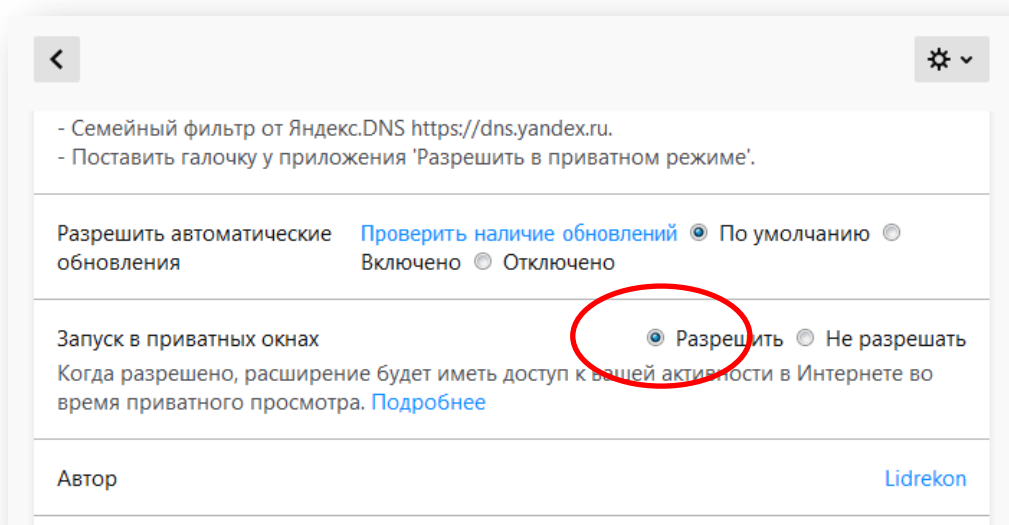 - Семейный фильтр от Яндекс.DNS https://dns.yandex.ru.
- Поставить галочку у приложения 'Разрешить в приватном режиме'.
Разрешить автоматические обновления
Проверить наличие обновлений По умолчанию
Включено Отключено
Запуск в приватных окнах Разрешить Не разрешать
Когда разрешено, расширение будет иметь доступ к вашей активности в Интернете во
время приватного просмотра. Подробнее
Автор Lidrekon